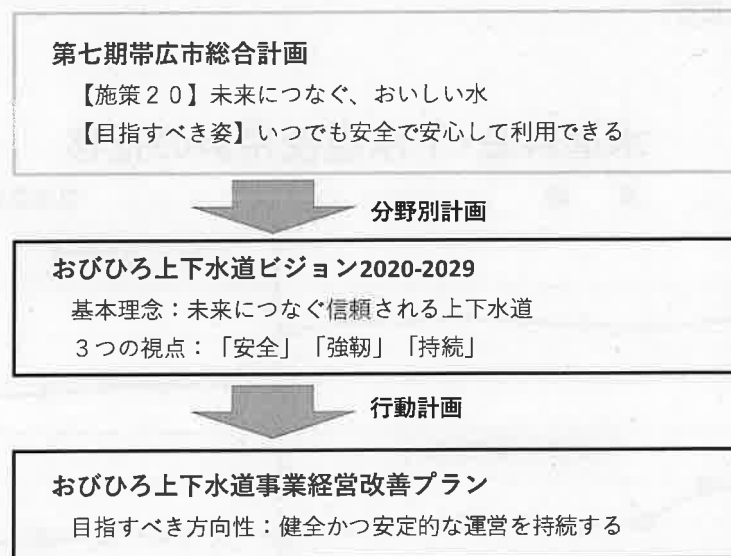 第七期帯広市総合計画
【施策２０】未来につなぐ、おいしい水
【目指すべき姿】いつでも安全で安心して利用できる
分野別計画
おびひろ上下水道ビジョン2020-2029
基本理念：未来につなぐ信頼される上下水道
３つの視点：「安全」「強靭」「持続」
行動計画
おびひろ上下水道事業経営改善プラン
目指すべき方向性：健全かつ安定的な運営を持続する